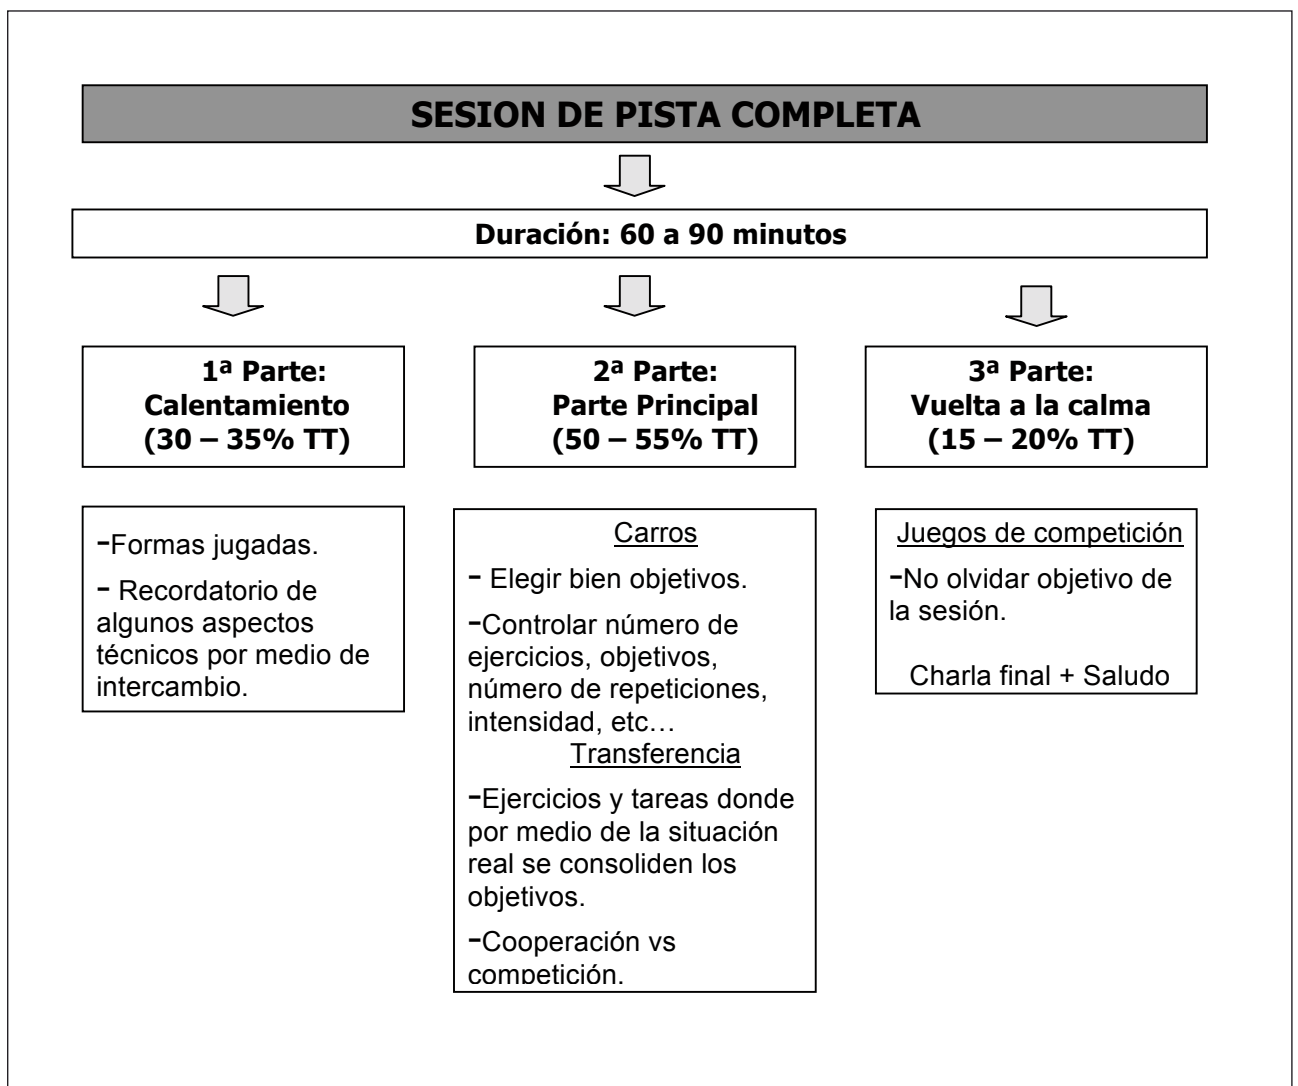 SESION DE PISTA COMPLETA
Duración: 60 a 90 minutos
1ª Parte:
Calentamiento
(30 – 35% TT)
2ª Parte:
Parte Principal
(50 – 55% TT)
3ª Parte:
Vuelta a la calma
(15 – 20% TT)
-Formas jugadas.
- Recordatorio de
algunos aspectos
técnicos por medio de
intercambio.
Carros
- Elegir bien objetivos.
-Controlar número de
ejercicios, objetivos,
número de repeticiones,
intensidad, etc…
Transferencia
-Ejercicios y tareas donde
por medio de la situación
real se consoliden los
objetivos.
-Cooperación vs
competición.
Juegos de competición
-No olvidar objetivo de
la sesión.
Charla final + Saludo